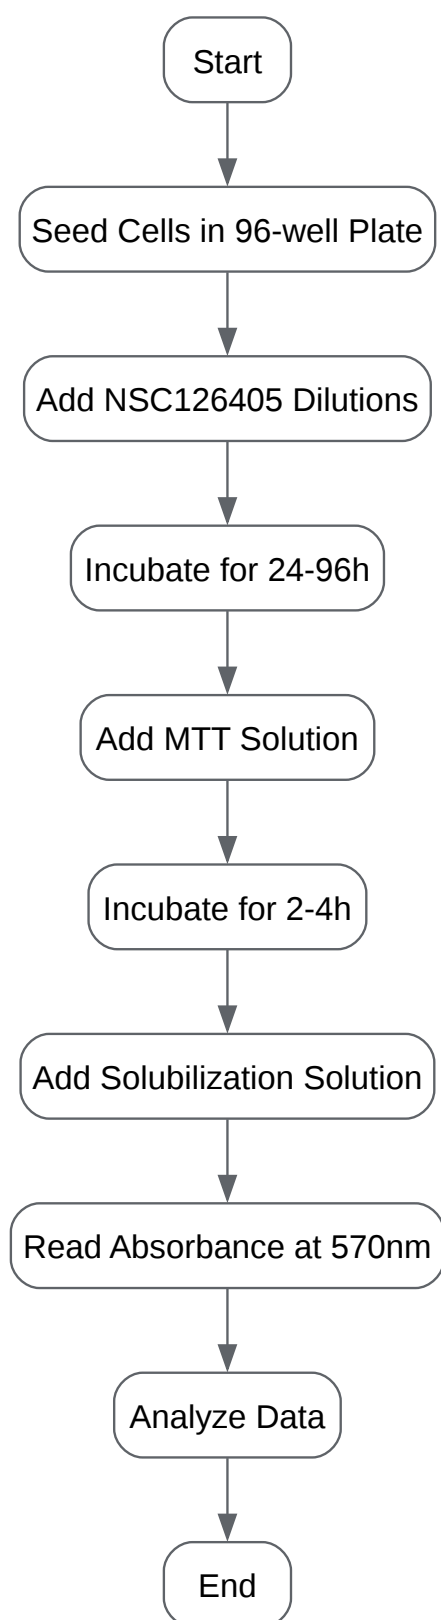 Start
Seed Cells in 96-well Plate
Add NSC126405 Dilutions
Incubate for 24-96h
Add MTT Solution
Incubate for 2-4h
Add Solubilization Solution
Read Absorbance at 570nm
Analyze Data
End